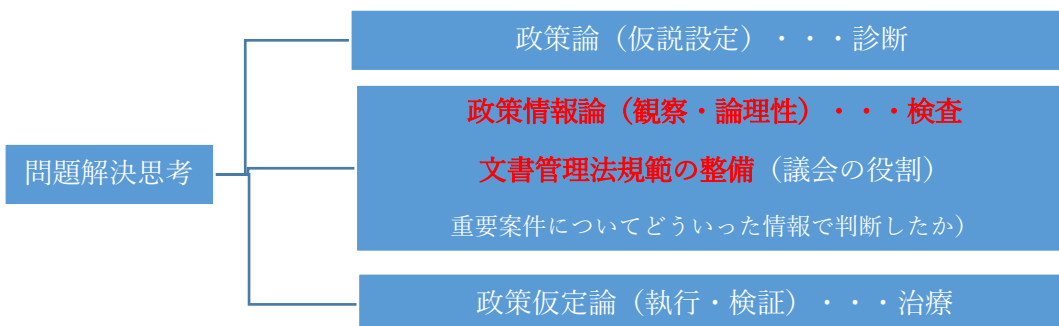 政策論（仮説設定）・・・診断
政策情報論（観察・論理性）・・・検査
文書管理法規範の整備（議会の役割）
重要案件についてどういった情報で判断したか）
問題解決思考
政策仮定論（執行・検証）・・・治療